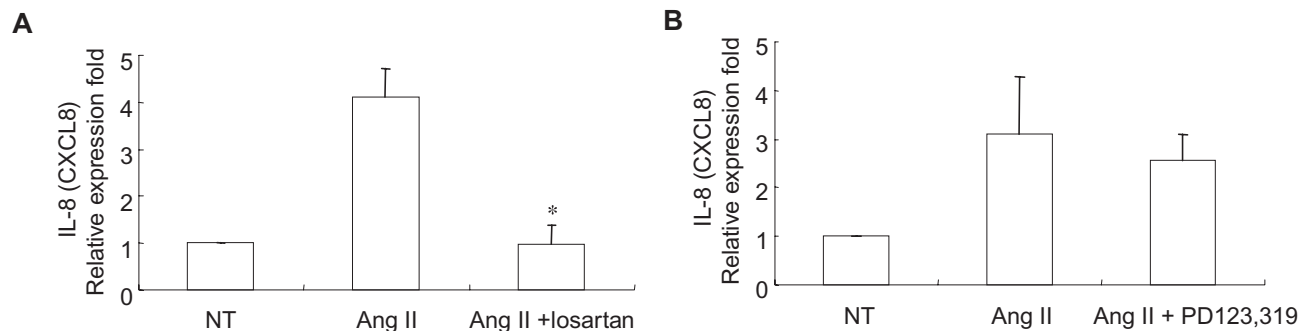 A
IL-8 (CXCL8)
Relative expression fold
5
4
3
2
1
0
*
NT
Ang II
Ang II +losartan
B
IL-8 (CXCL8)
Relative expression fold
5
4
3
2
1
0
NT
Ang II
Ang II + PD123,319